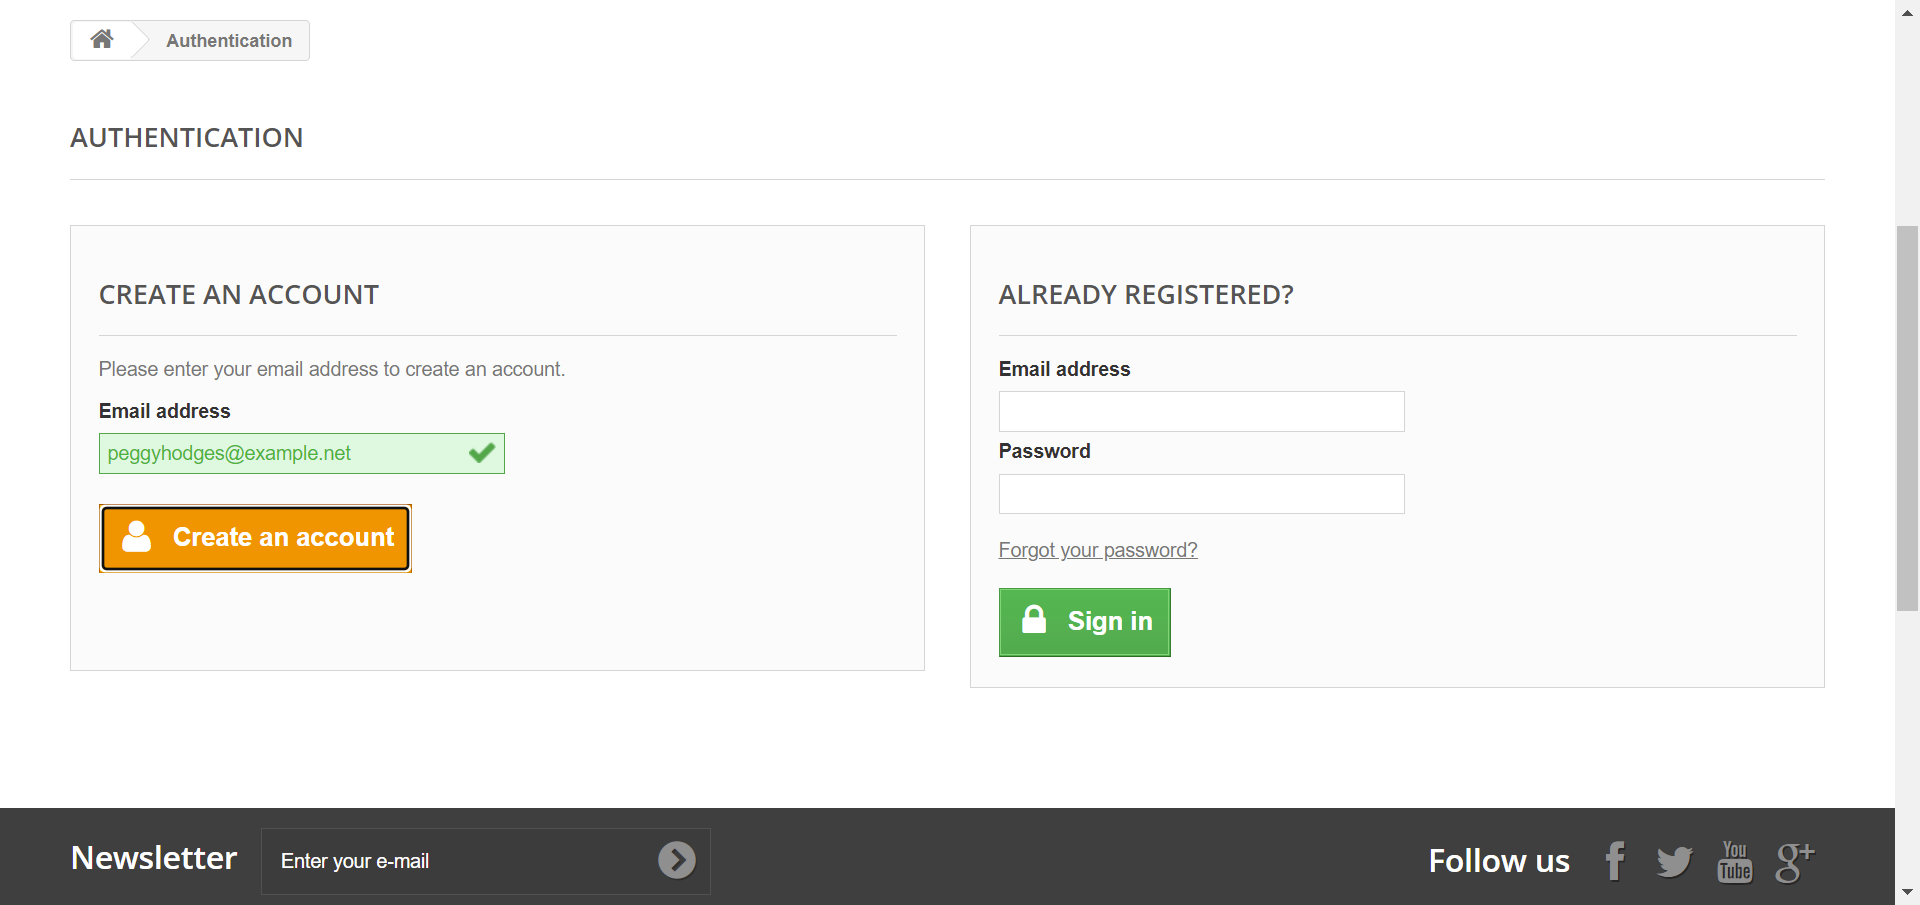 Authentication
AUTHENTICATION
CREATE AN ACCOUNT
Please enter your email address to create an account.
Email address
peggyhodges@example.net
Create an account
ALREADY REGISTERED?
Email address
Password
Forgot your password?
Sign in
Newsletter
Enter your e-mail
Follow us
You
Tube
g+